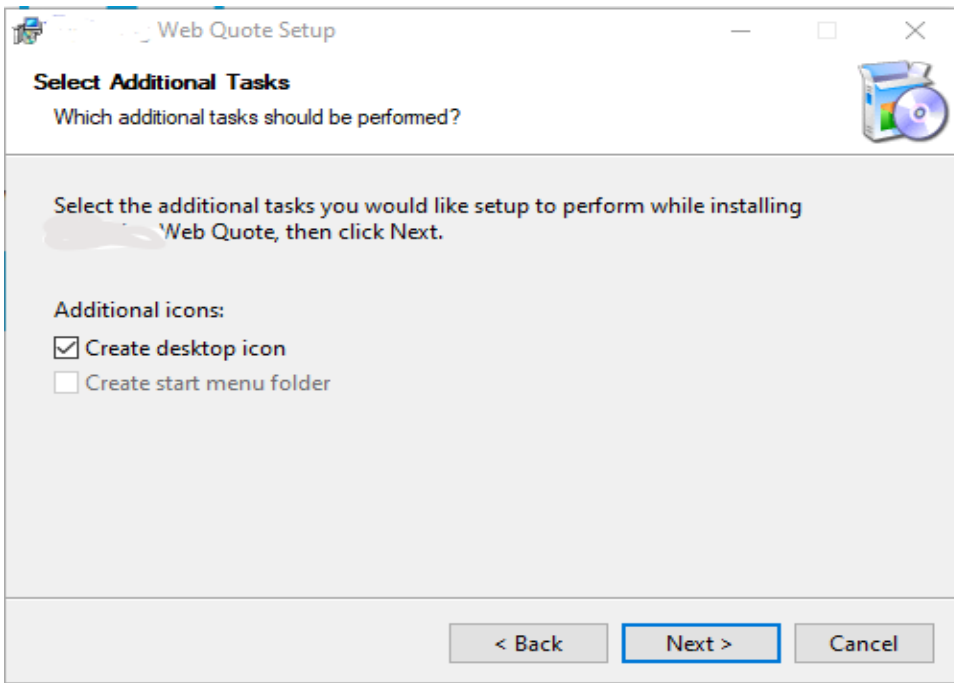 Web Quote Setup
Select Additional Tasks
Which additional tasks should be performed?
Select the additional tasks you would like setup to perform while installing
Web Quote, then click Next.
Additional icons:
Create desktop icon
Create start menu folder
< Back
Next >
Cancel